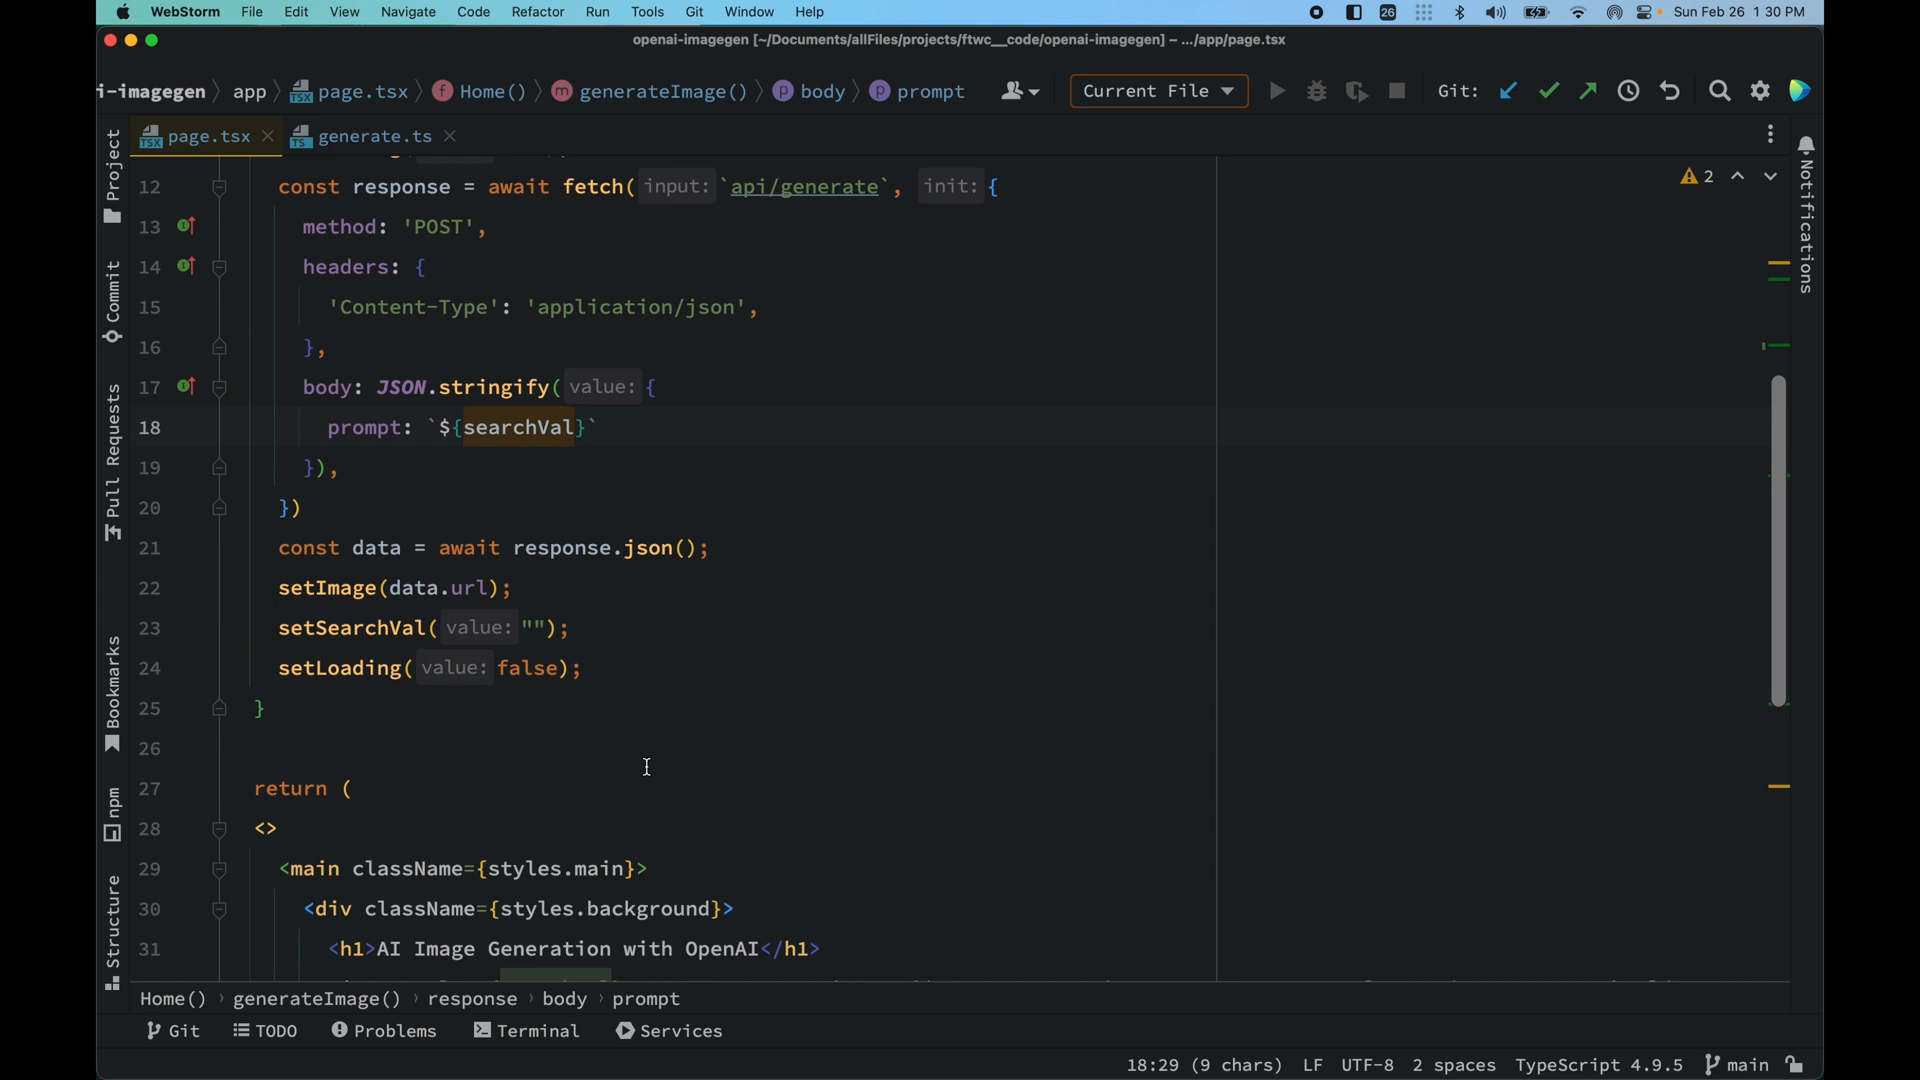 WebStorm File Edit View Navigate Code Refactor Run Tools Git Window Help 26 Sun Feb 26 1 30 PM
openai-imagegen [~/Documents/allFiles/projects/ftwc__code/openai-imagegen] – .../app/page.tsx
i-imagegen app TSX page.tsx f Home() m generateImage() p body p prompt Current File Git:
TSX page.tsx TS generate.ts
12 const response = await fetch( input: `api/generate`, init: {
2
13 method: 'POST',
14 headers: {
15 'Content-Type': 'application/json',
16 },
17 body: JSON.stringify( value: {
18 prompt: `${searchVal}`
19 }),
20 })
21 const data = await response.json();
22 setImage(data.url);
23 setSearchVal( value: "");
24 setLoading( value: false);
25 }
26
27 return (
28 <>
29 <main className={styles.main}>
30 <div className={styles.background}>
31 <h1>AI Image Generation with OpenAI</h1>
Project
Commit
Pull Requests
Bookmarks
npm
Structure
Notifications
Home() generateImage() response body prompt
Git TODO Problems Terminal Services
18:29 (9 chars) LF UTF-8 2 spaces TypeScript 4.9.5 main